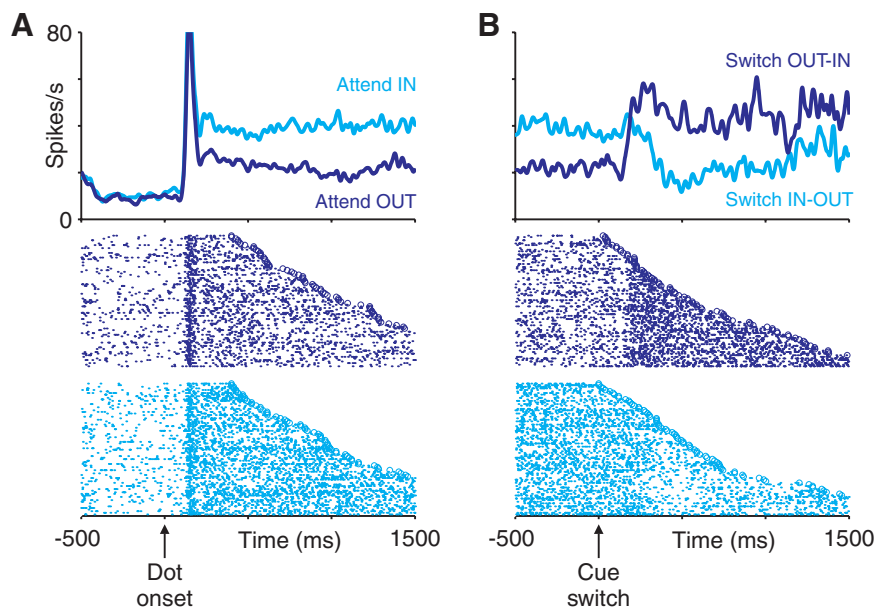 A
B
80
Spikes/s
0
Attend IN
Attend OUT
Switch OUT-IN
Switch IN-OUT
-500
Time (ms)
1500
-500
Time (ms)
1500
Dot
onset
Cue
switch